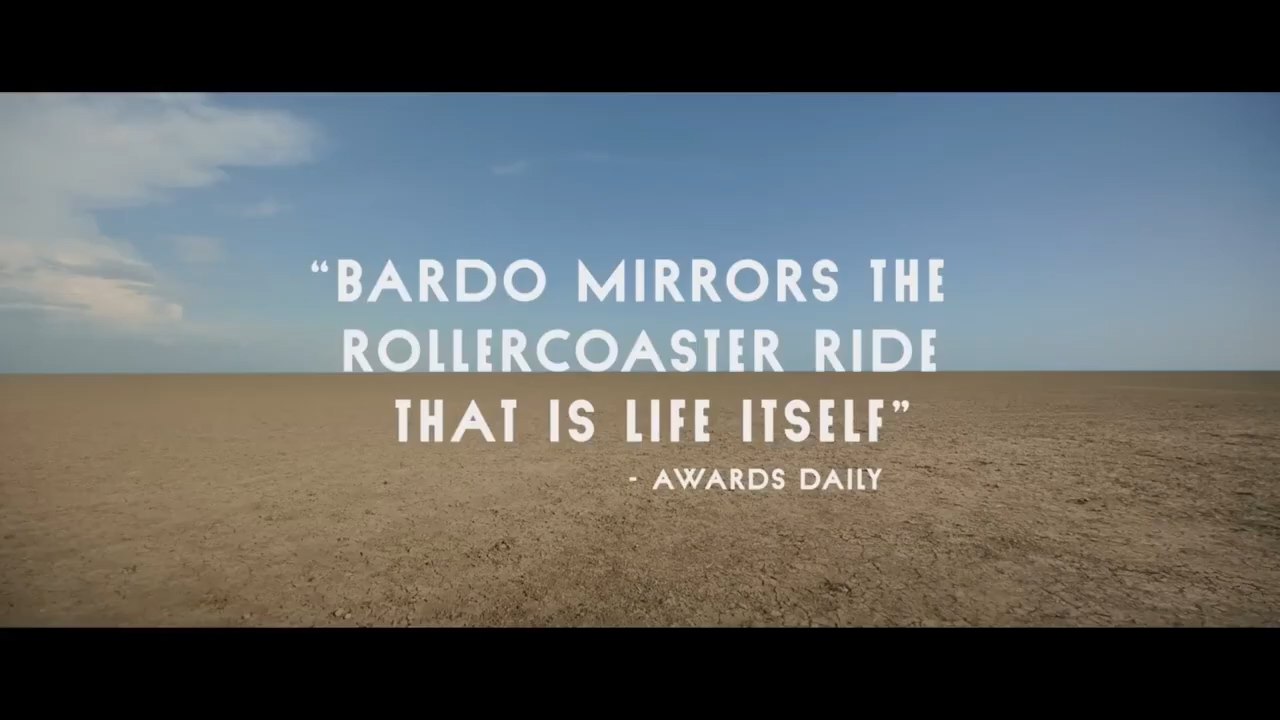 “BARDO MIRRORS THE
ROLLERCOASTER RIDE
THAT IS LIFE ITSELF”
- AWARDS DAILY